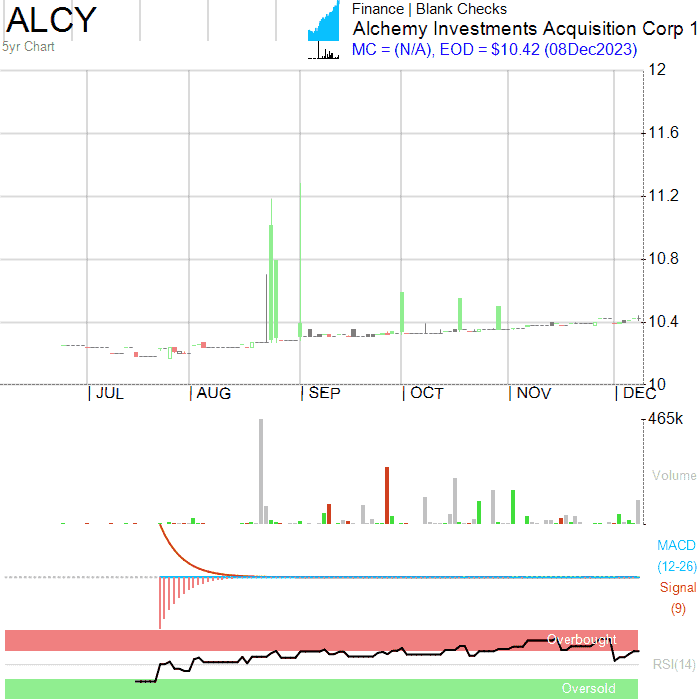 ALCY
5yr Chart
Finance | Blank Checks
Alchemy Investments Acquisition Corp 1
MC = (N/A), EOD = $10.42 (08Dec2023)
12
11.6
11.2
10.8
10.4
10
JUL AUG SEP OCT NOV DEC
465k
Volume
MACD
(12-26)
Signal
(9)
Overbought
RSI(14)
Oversold